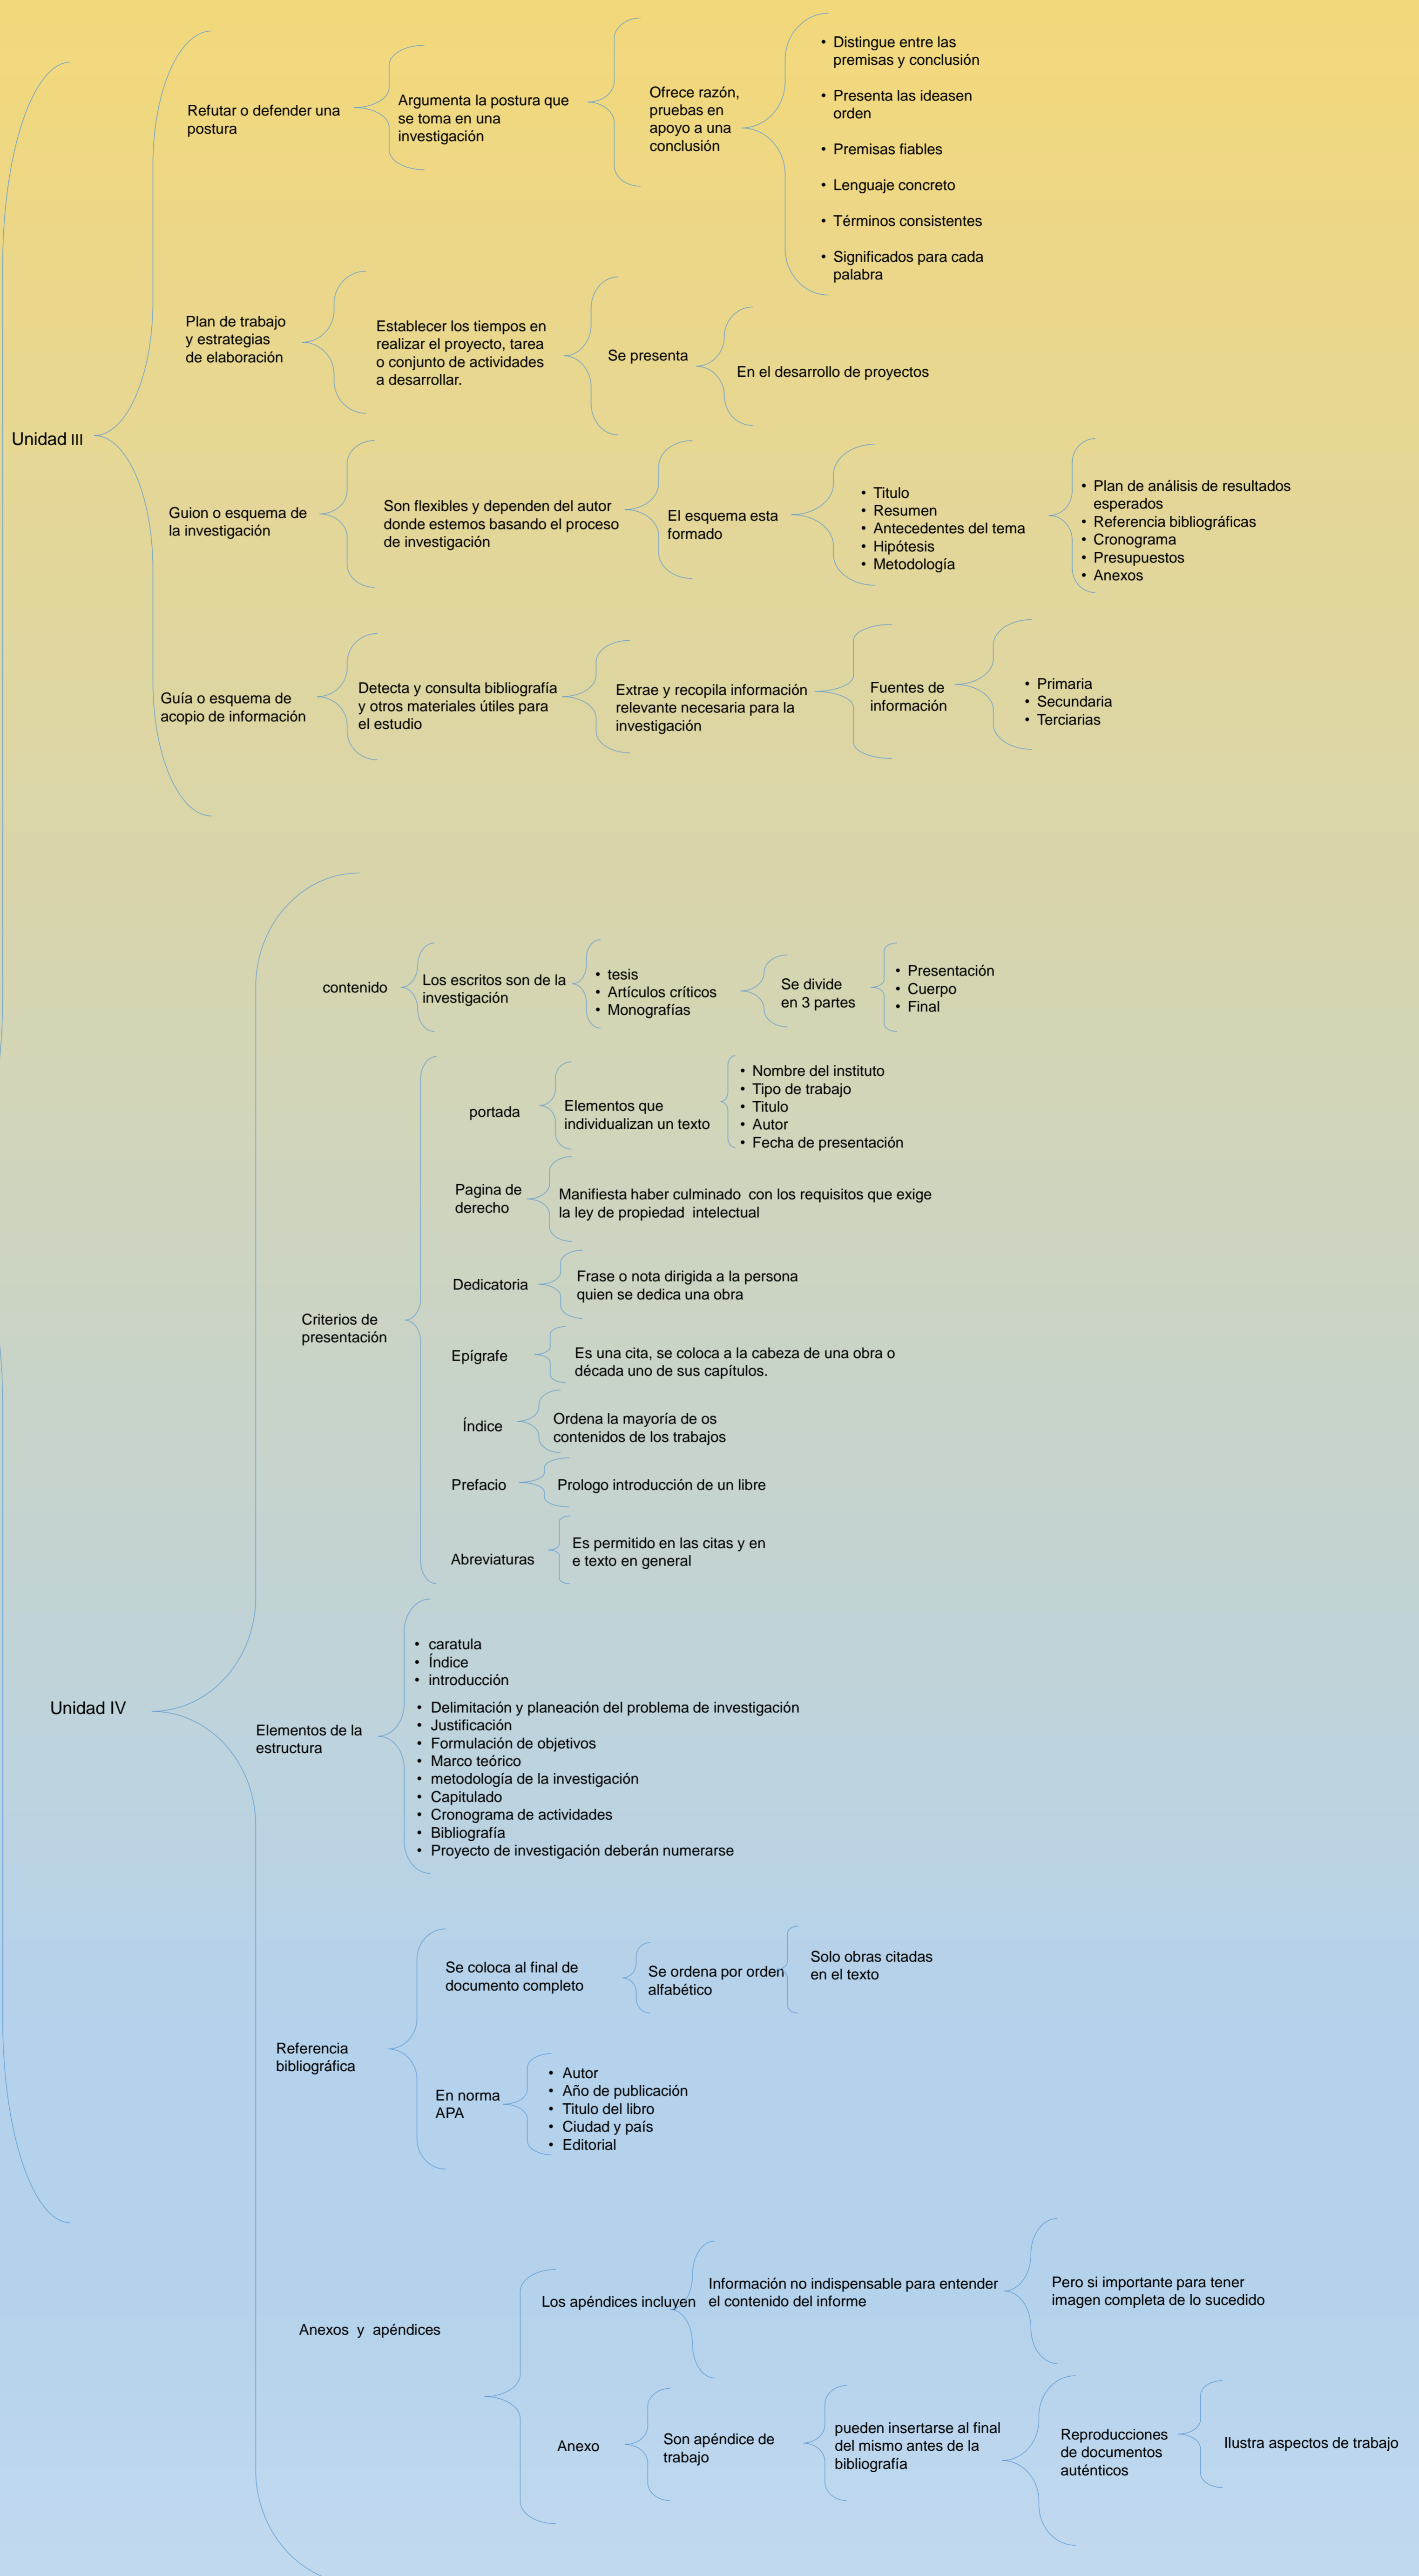 Unidad III
Refutar o defender una
postura
Argumenta la postura que
se toma en una
investigación
Ofrece razón,
pruebas en
apoyo a una
conclusión
• Distingue entre las
premisas y conclusión
• Presenta las ideasen
orden
• Premisas fiables
• Lenguaje concreto
• Términos consistentes
• Significados para cada
palabra
Plan de trabajo
y estrategias
de elaboración
Establecer los tiempos en
realizar el proyecto, tarea
o conjunto de actividades
a desarrollar.
Se presenta
En el desarrollo de proyectos
Guion o esquema de
la investigación
Son flexibles y dependen del autor
donde estemos basando el proceso
de investigación
El esquema esta
formado
• Titulo
• Resumen
• Antecedentes del tema
• Hipótesis
• Metodología
• Plan de análisis de resultados
esperados
• Referencia bibliográficas
• Cronograma
• Presupuestos
• Anexos
Guía o esquema de
acopio de información
Detecta y consulta bibliografía
y otros materiales útiles para
el estudio
Extrae y recopila información
relevante necesaria para la
investigación
Fuentes de
información
• Primaria
• Secundaria
• Terciarias
Unidad IV
contenido
Los escritos son de la
investigación
• tesis
• Artículos críticos
• Monografías
Se divide
en 3 partes
• Presentación
• Cuerpo
• Final
Criterios de
presentación
portada
Elementos que
individualizan un texto
• Nombre del instituto
• Tipo de trabajo
• Titulo
• Autor
• Fecha de presentación
Pagina de
derecho
Manifiesta haber culminado con los requisitos que exige
la ley de propiedad intelectual
Dedicatoria
Frase o nota dirigida a la persona
quien se dedica una obra
Epígrafe
Es una cita, se coloca a la cabeza de una obra o
década uno de sus capítulos.
Índice
Ordena la mayoría de os
contenidos de los trabajos
Prefacio
Prologo introducción de un libre
Abreviaturas
Es permitido en las citas y en
e texto en general
Elementos de la
estructura
• caratula
• Índice
• introducción
• Delimitación y planeación del problema de investigación
• Justificación
• Formulación de objetivos
• Marco teórico
• metodología de la investigación
• Capitulado
• Cronograma de actividades
• Bibliografía
• Proyecto de investigación deberán numerarse
Referencia
bibliográfica
Se coloca al final de
documento completo
Se ordena por orden
alfabético
Solo obras citadas
en el texto
En norma
APA
• Autor
• Año de publicación
• Titulo del libro
• Ciudad y país
• Editorial
Anexos y apéndices
Los apéndices incluyen
Información no indispensable para entender
el contenido del informe
Pero si importante para tener
imagen completa de lo sucedido
Anexo
Son apéndice de
trabajo
pueden insertarse al final
del mismo antes de la
bibliografía
Reproducciones
de documentos
auténticos
Ilustra aspectos de trabajo